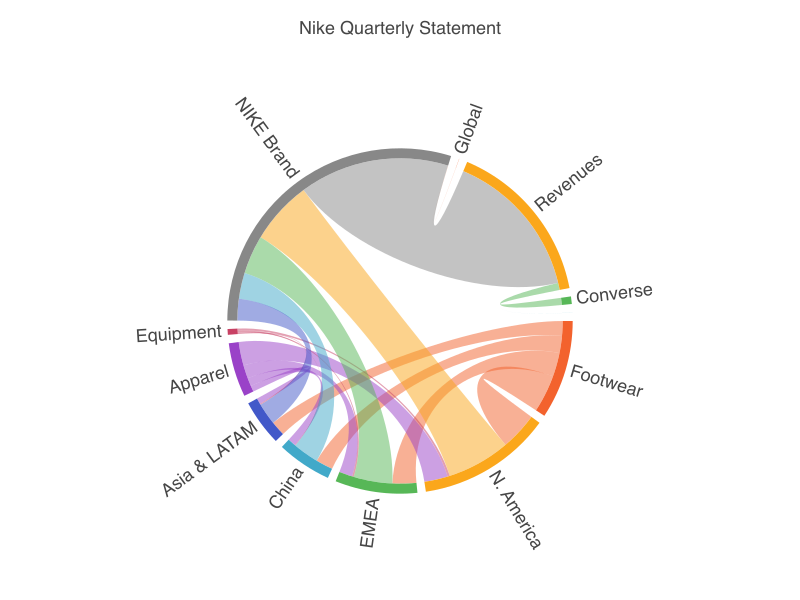 Nike Quarterly Statement
NIKE Brand
Global
Revenues
Converse
Footwear
N. America
EMEA
China
Asia & LATAM
Apparel
Equipment